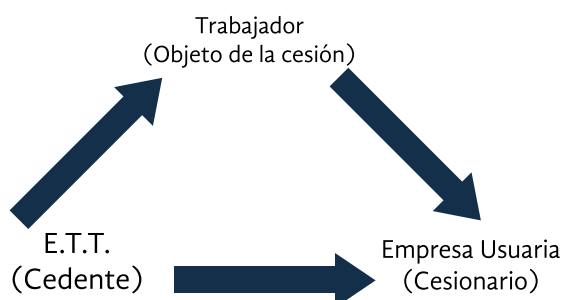 Trabajador
(Objeto de la cesión)
E.T.T.
(Cedente)
Empresa Usuaria
(Cesionario)